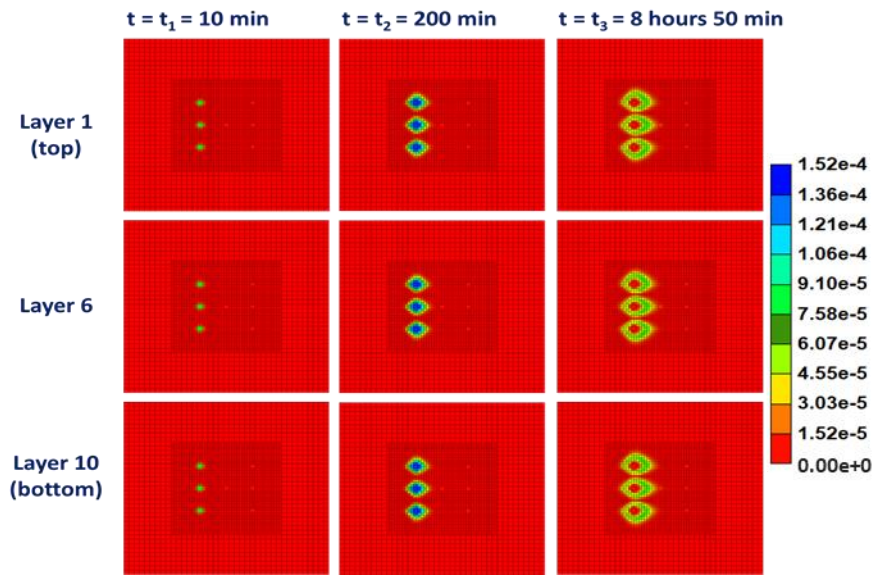 t = t₁ = 10 min
t = t₂ = 200 min
t = t₃ = 8 hours 50 min
Layer 1
(top)
Layer 6
Layer 10
(bottom)
1.52e-4
1.36e-4
1.21e-4
1.06e-4
9.10e-5
7.58e-5
6.07e-5
4.55e-5
3.03e-5
1.52e-5
0.00e+0